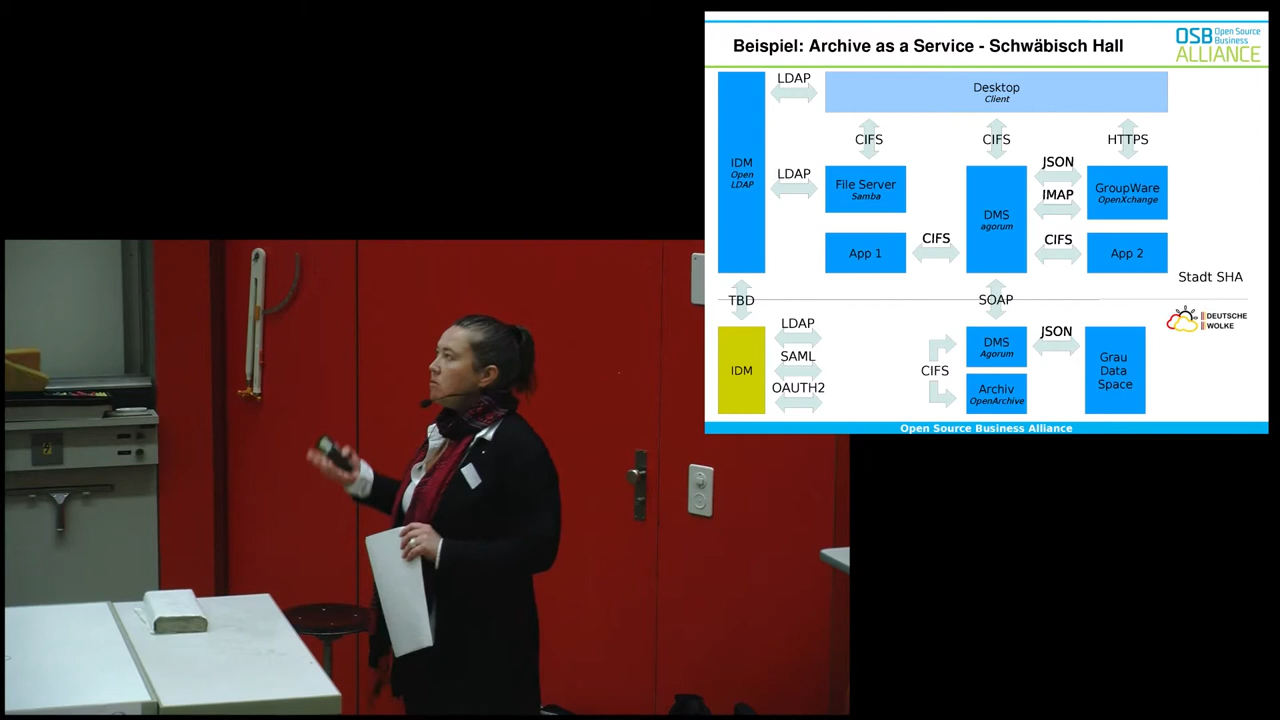 Beispiel: Archive as a Service - Schwäbisch Hall
OSB Open Source
Business
ALLIANCE
LDAP
Desktop
Client
CIFS
CIFS
HTTPS
IDM
Open
LDAP
LDAP
File Server
Samba
DMS
agorum
JSON
IMAP
GroupWare
OpenXchange
App 1
CIFS
CIFS
App 2
Stadt SHA
TBD
SOAP
DEUTSCHE
WOLKE
IDM
LDAP
SAML
OAUTH2
CIFS
DMS
Agorum
Archiv
OpenArchive
JSON
Grau
Data
Space
Open Source Business Alliance